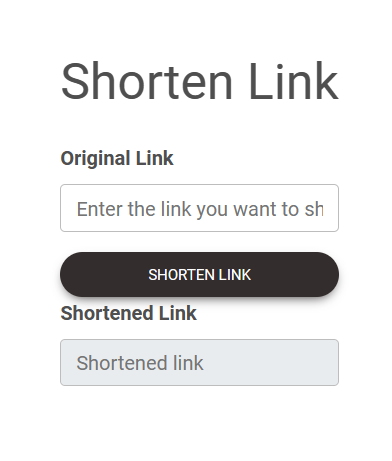 Shorten Link
Original Link
Enter the link you want to sh
SHORTEN LINK
Shortened Link
Shortened link